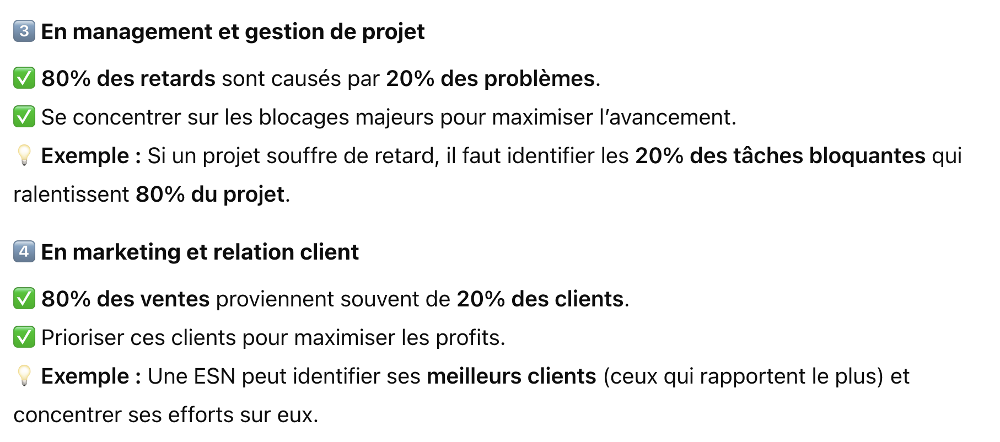 3️⃣ En management et gestion de projet
✅ 80% des retards sont causés par 20% des problèmes.
✅ Se concentrer sur les blocages majeurs pour maximiser l’avancement.
💡 Exemple : Si un projet souffre de retard, il faut identifier les 20% des tâches bloquantes qui
ralentissent 80% du projet.
4️⃣ En marketing et relation client
✅ 80% des ventes proviennent souvent de 20% des clients.
✅ Prioriser ces clients pour maximiser les profits.
💡 Exemple : Une ESN peut identifier ses meilleurs clients (ceux qui rapportent le plus) et
concentrer ses efforts sur eux.